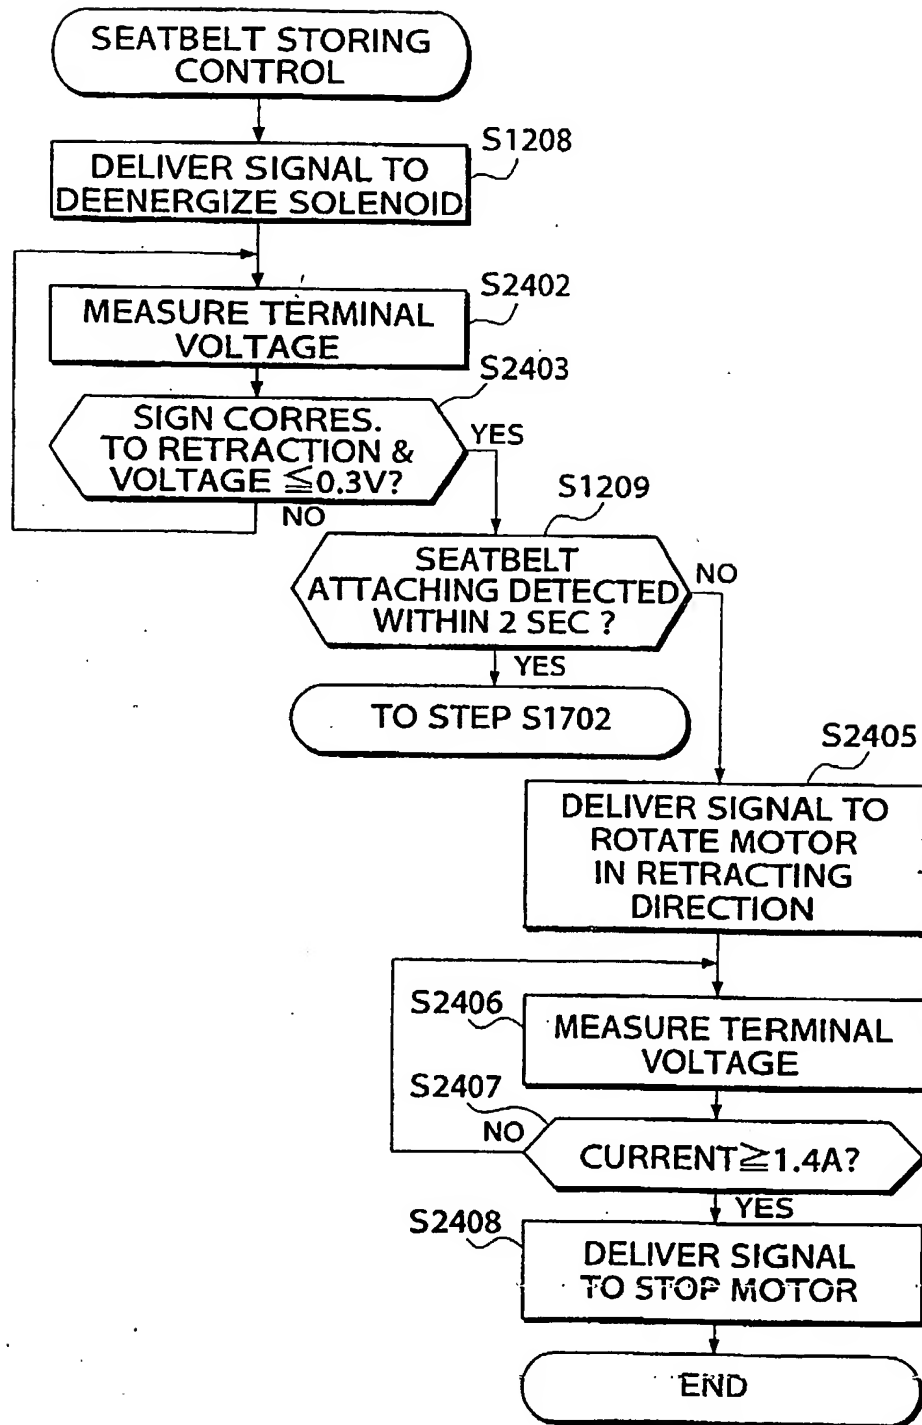 SEATBELT STORING
CONTROL
S1208
DELIVER SIGNAL TO
DEENERGIZE SOLENOID
S2402
MEASURE TERMINAL
VOLTAGE
S2403
SIGN CORRES.
TO RETRACTION &
VOLTAGE ≦0.3V?
YES
NO
S1209
SEATBELT
ATTACHING DETECTED
WITHIN 2 SEC ?
NO
YES
TO STEP S1702
S2405
DELIVER SIGNAL TO
ROTATE MOTOR
IN RETRACTING
DIRECTION
S2406
MEASURE TERMINAL
VOLTAGE
S2407
NO
CURRENT≧1.4A?
YES
S2408
DELIVER SIGNAL
TO STOP MOTOR
END